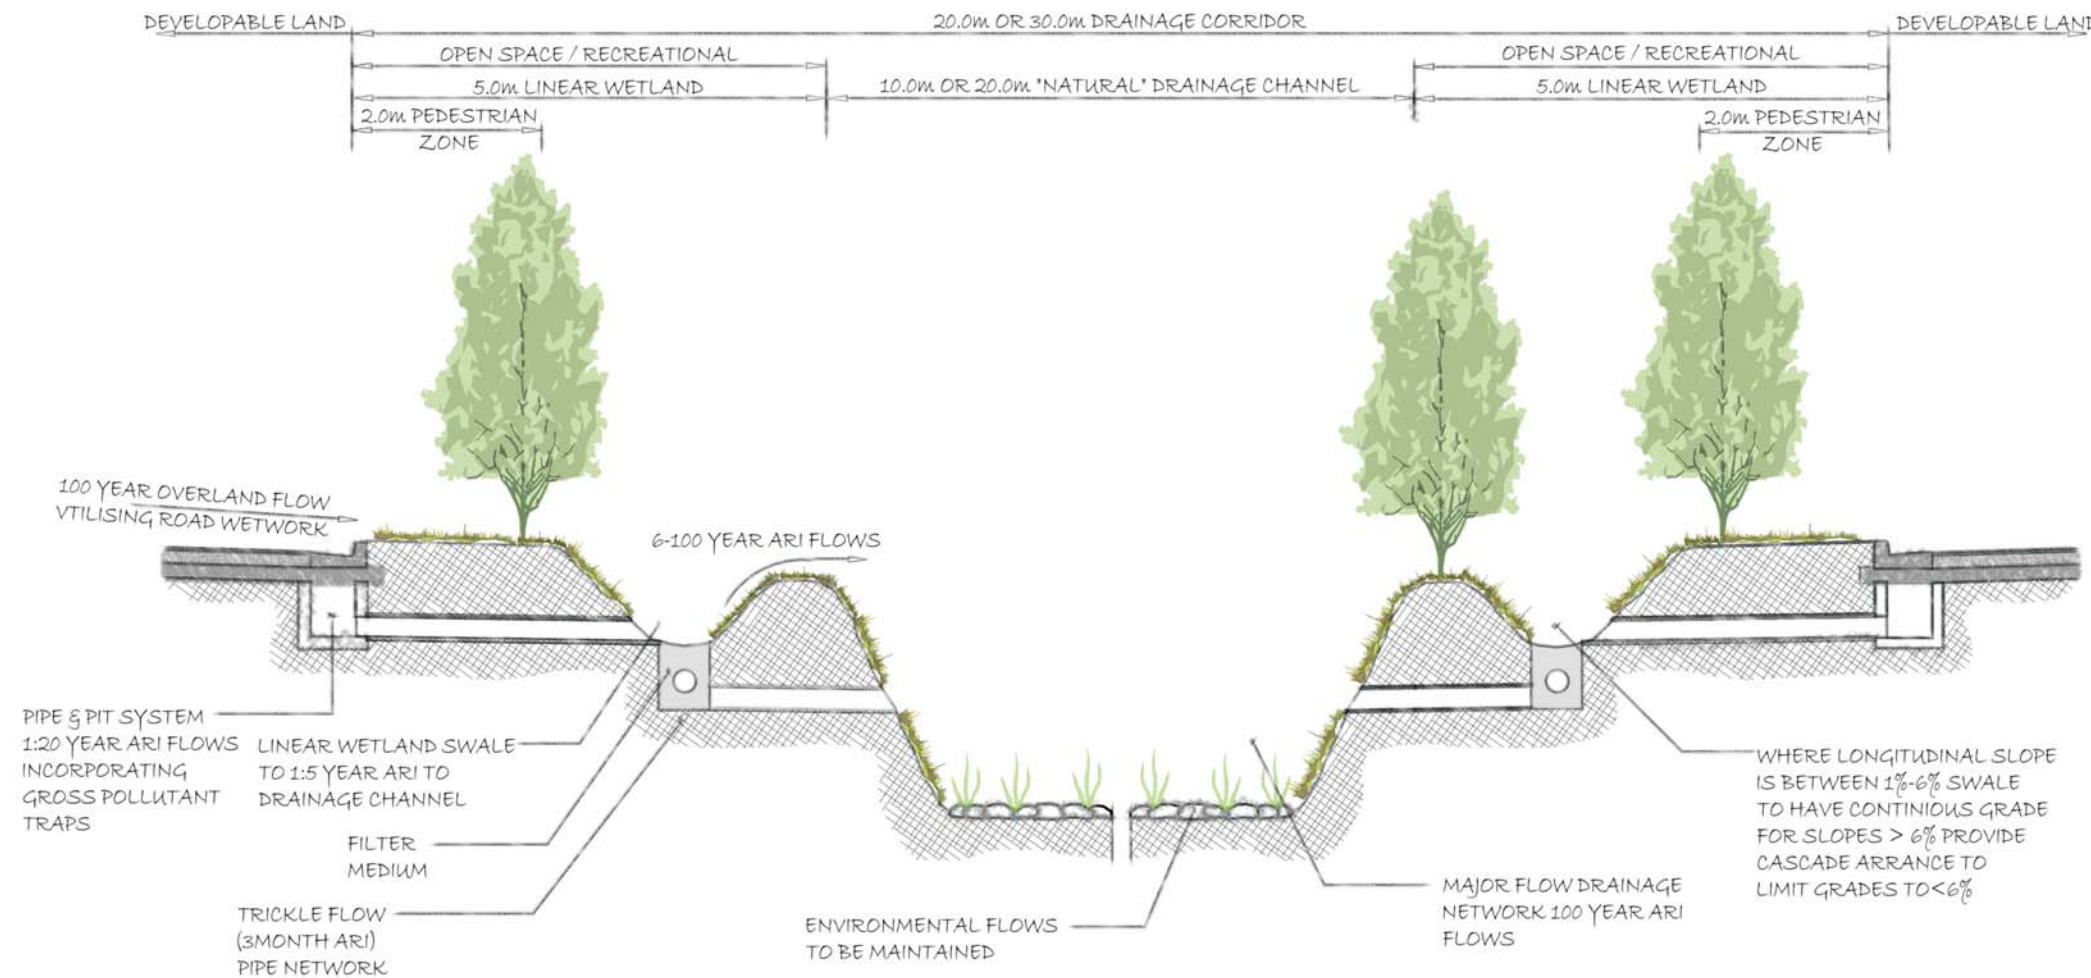 DEVELOPABLE LAND
20.0m OR 30.0m DRAINAGE CORRIDOR
DEVELOPABLE LAND
OPEN SPACE / RECREATIONAL
OPEN SPACE / RECREATIONAL
5.0m LINEAR WETLAND
10.0m OR 20.0m "NATURAL" DRAINAGE CHANNEL
5.0m LINEAR WETLAND
2.0m PEDESTRIAN
ZONE
2.0m PEDESTRIAN
ZONE
100 YEAR OVERLAND FLOW
VTILISING ROAD WETWORK
6-100 YEAR ARI FLOWS
PIPE & PIT SYSTEM
1:20 YEAR ARI FLOWS
INCORPORATING
GROSS POLLUTANT
TRAPS
LINEAR WETLAND SWALE
TO 1:5 YEAR ARI TO
DRAINAGE CHANNEL
FILTER
MEDIUM
TRICKLE FLOW
(3MONTH ARI)
PIPE NETWORK
ENVIRONMENTAL FLOWS
TO BE MAINTAINED
MAJOR FLOW DRAINAGE
NETWORK 100 YEAR ARI
FLOWS
WHERE LONGITUDINAL SLOPE
IS BETWEEN 1%-6% SWALE
TO HAVE CONTINIOUS GRADE
FOR SLOPES > 6% PROVIDE
CASCADE ARRANCE TO
LIMIT GRADES TO<6%